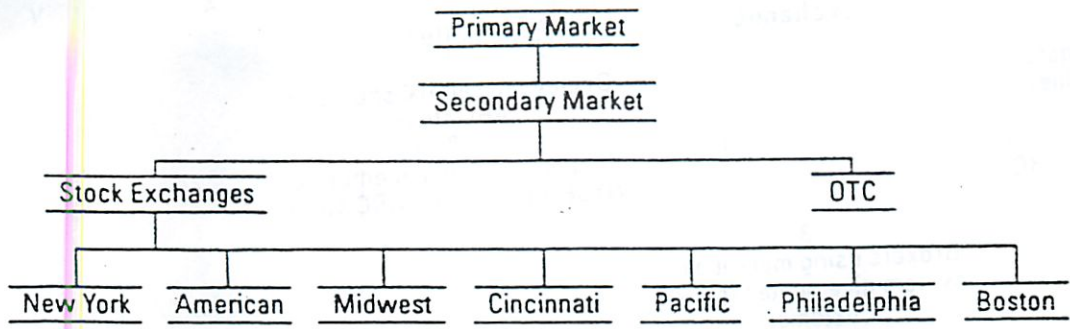 Primary Market
Secondary Market
Stock Exchanges OTC
New York American Midwest Cincinnati Pacific Philadelphia Boston